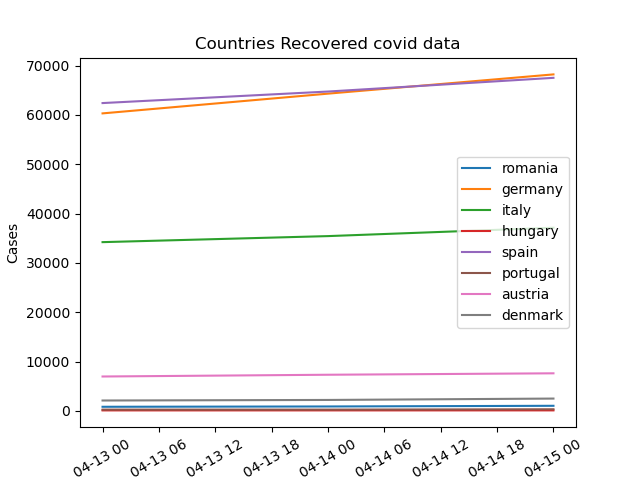 Countries Recovered covid data
70000
60000
50000
40000
30000
20000
10000
0
Cases
romania
germany
italy
hungary
spain
portugal
austria
denmark
04-13 00
04-13 06
04-13 12
04-13 18
04-14 00
04-14 06
04-14 12
04-14 18
04-15 00